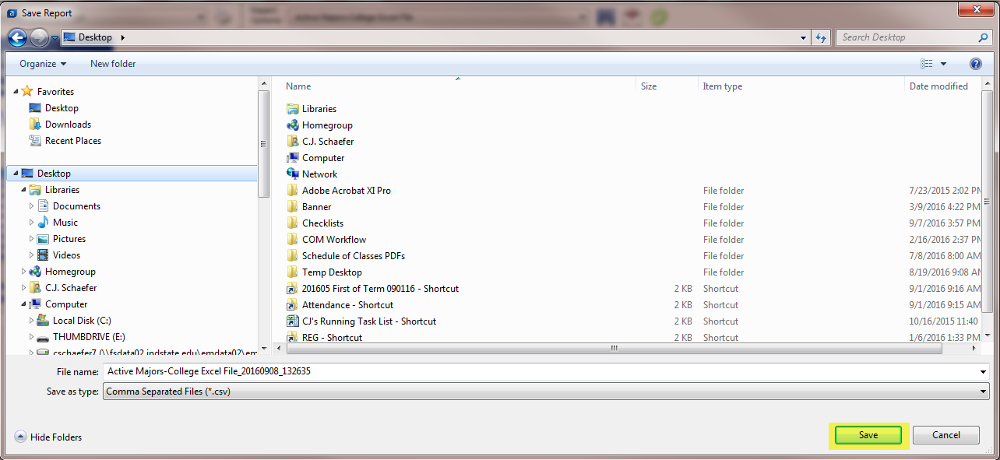 Save Report
Active Majors-College Excel File
Desktop
Search Desktop
Organize
New folder
Favorites
Desktop
Downloads
Recent Places
Desktop
Libraries
Documents
Music
Pictures
Videos
Homegroup
C.J. Schaefer
Computer
Local Disk (C:)
THUMBDRIVE (E:)
cschaefer7 (\\fsdata02.indstate.edu\emdata02\em
Name Size Item type Date modified
Libraries
Homegroup
C.J. Schaefer
Computer
Network
Adobe Acrobat XI Pro File folder 7/23/2015 2:02 PM
Banner File folder 3/9/2016 4:22 PM
Checklists File folder 9/7/2016 3:57 PM
COM Workflow File folder 2/16/2016 2:37 PM
Schedule of Classes PDFs File folder 7/8/2016 8:00 AM
Temp Desktop File folder 8/19/2016 9:08 AM
201605 First of Term 090116 - Shortcut 2 KB Shortcut 9/1/2016 9:16 AM
Attendance - Shortcut 2 KB Shortcut 9/1/2016 9:15 AM
CJ's Running Task List - Shortcut 2 KB Shortcut 10/16/2015 11:40
REG - Shortcut 2 KB Shortcut 1/6/2016 1:33 PM
File name: Active Majors-College Excel File_20160908_132635
Save as type: Comma Separated Files (*.csv)
Hide Folders
Save
Cancel